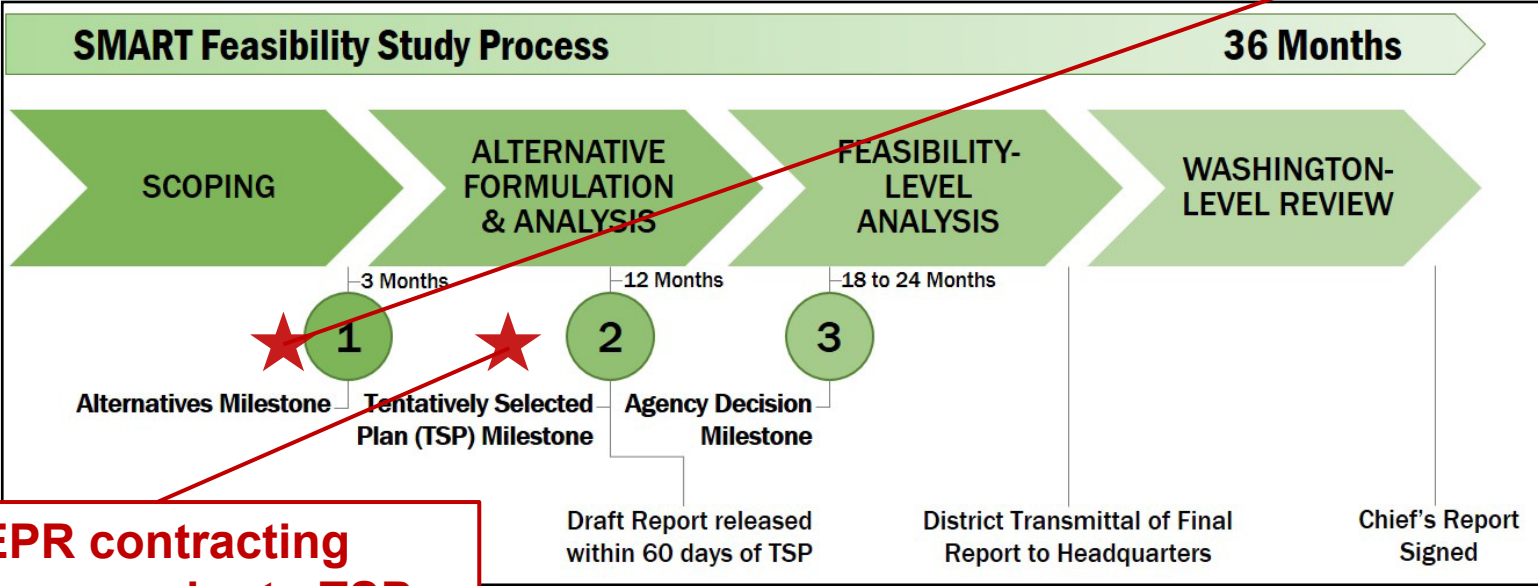 SMART Feasibility Study Process
36 Months
SCOPING
ALTERNATIVE
FORMULATION
& ANALYSIS
FEASIBILITY-
LEVEL
ANALYSIS
WASHINGTON-
LEVEL REVIEW
3 Months
12 Months
18 to 24 Months
1
2
3
Alternatives Milestone
Tentatively Selected
Plan (TSP) Milestone
Agency Decision
Milestone
Draft Report released
within 60 days of TSP
District Transmittal of Final
Report to Headquarters
Chief's Report
Signed
contracting